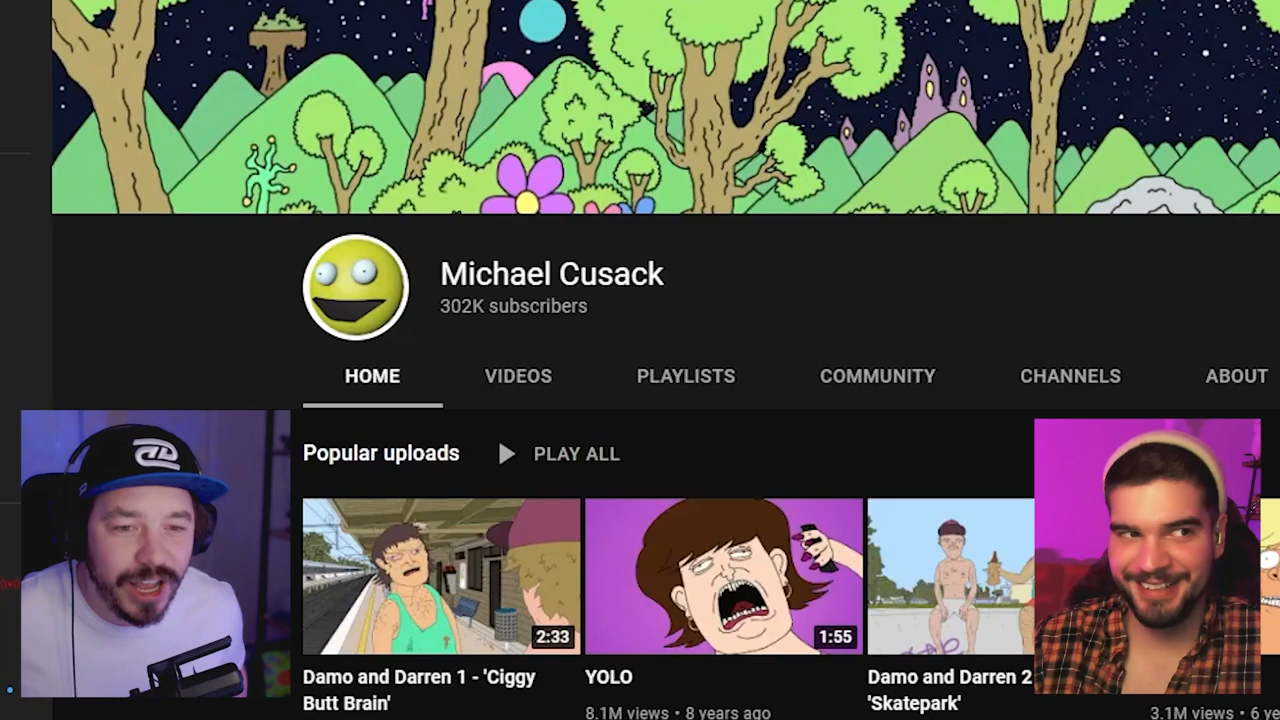 Michael Cusack
302K subscribers
HOME VIDEOS PLAYLISTS COMMUNITY CHANNELS ABOUT
Popular uploads PLAY ALL
2:33
1:55
Damo and Darren 1 - 'Ciggy
Butt Brain'
YOLO
8.1M views • 8 years ago
Damo and Darren 2
'Skatepark'
3.1M views • 6 ye